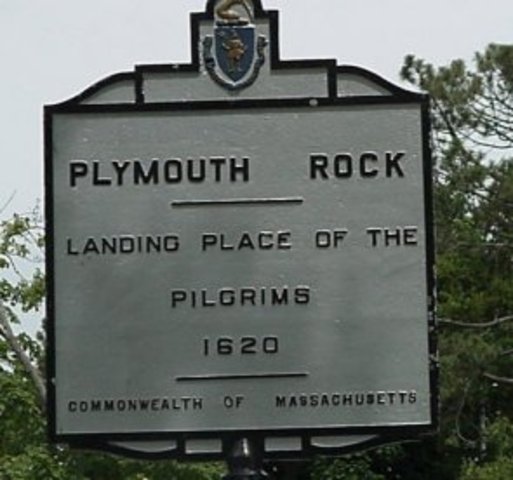 PLYMOUTH ROCK
LANDING PLACE OF THE
PILGRIMS
1620
COMMONWEALTH OF MASSACHUSETTS